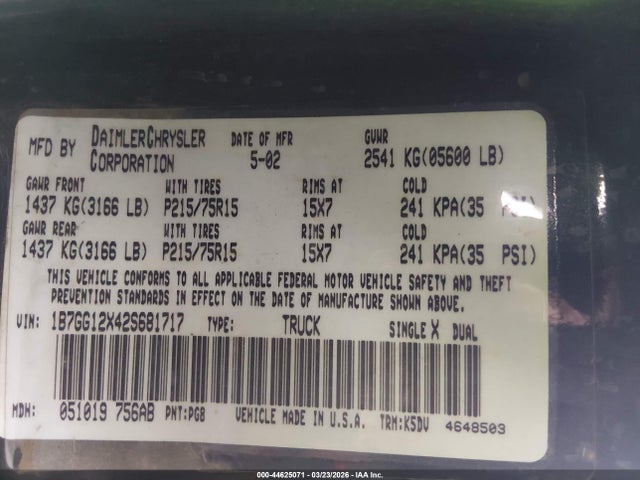 MFD BY DAIMLERCHRYSLER CORPORATION DATE OF MFR 5-02 GVWR 2541 KG(05600 LB)
GAWR FRONT WITH TIRES RIMS AT COLD
1437 KG(3166 LB) P215/75R15 15X7 241 KPA(35 PSI)
GAWR REAR WITH TIRES RIMS AT COLD
1437 KG(3166 LB) P215/75R15 15X7 241 KPA(35 PSI)
THIS VEHICLE CONFORMS TO ALL APPLICABLE FEDERAL MOTOR VEHICLE SAFETY AND THEFT
PREVENTION STANDARDS IN EFFECT ON THE DATE OF MANUFACTURE SHOWN ABOVE.
VIN: 1B7GG12X42S681717 TYPE: TRUCK SINGLE X DUAL
MDH: 051019 756AB PNT:PGB VEHICLE MADE IN U.S.A. TRM:K5DV 4648503
000-44625071 - 03/23/2026 - IAA Inc.